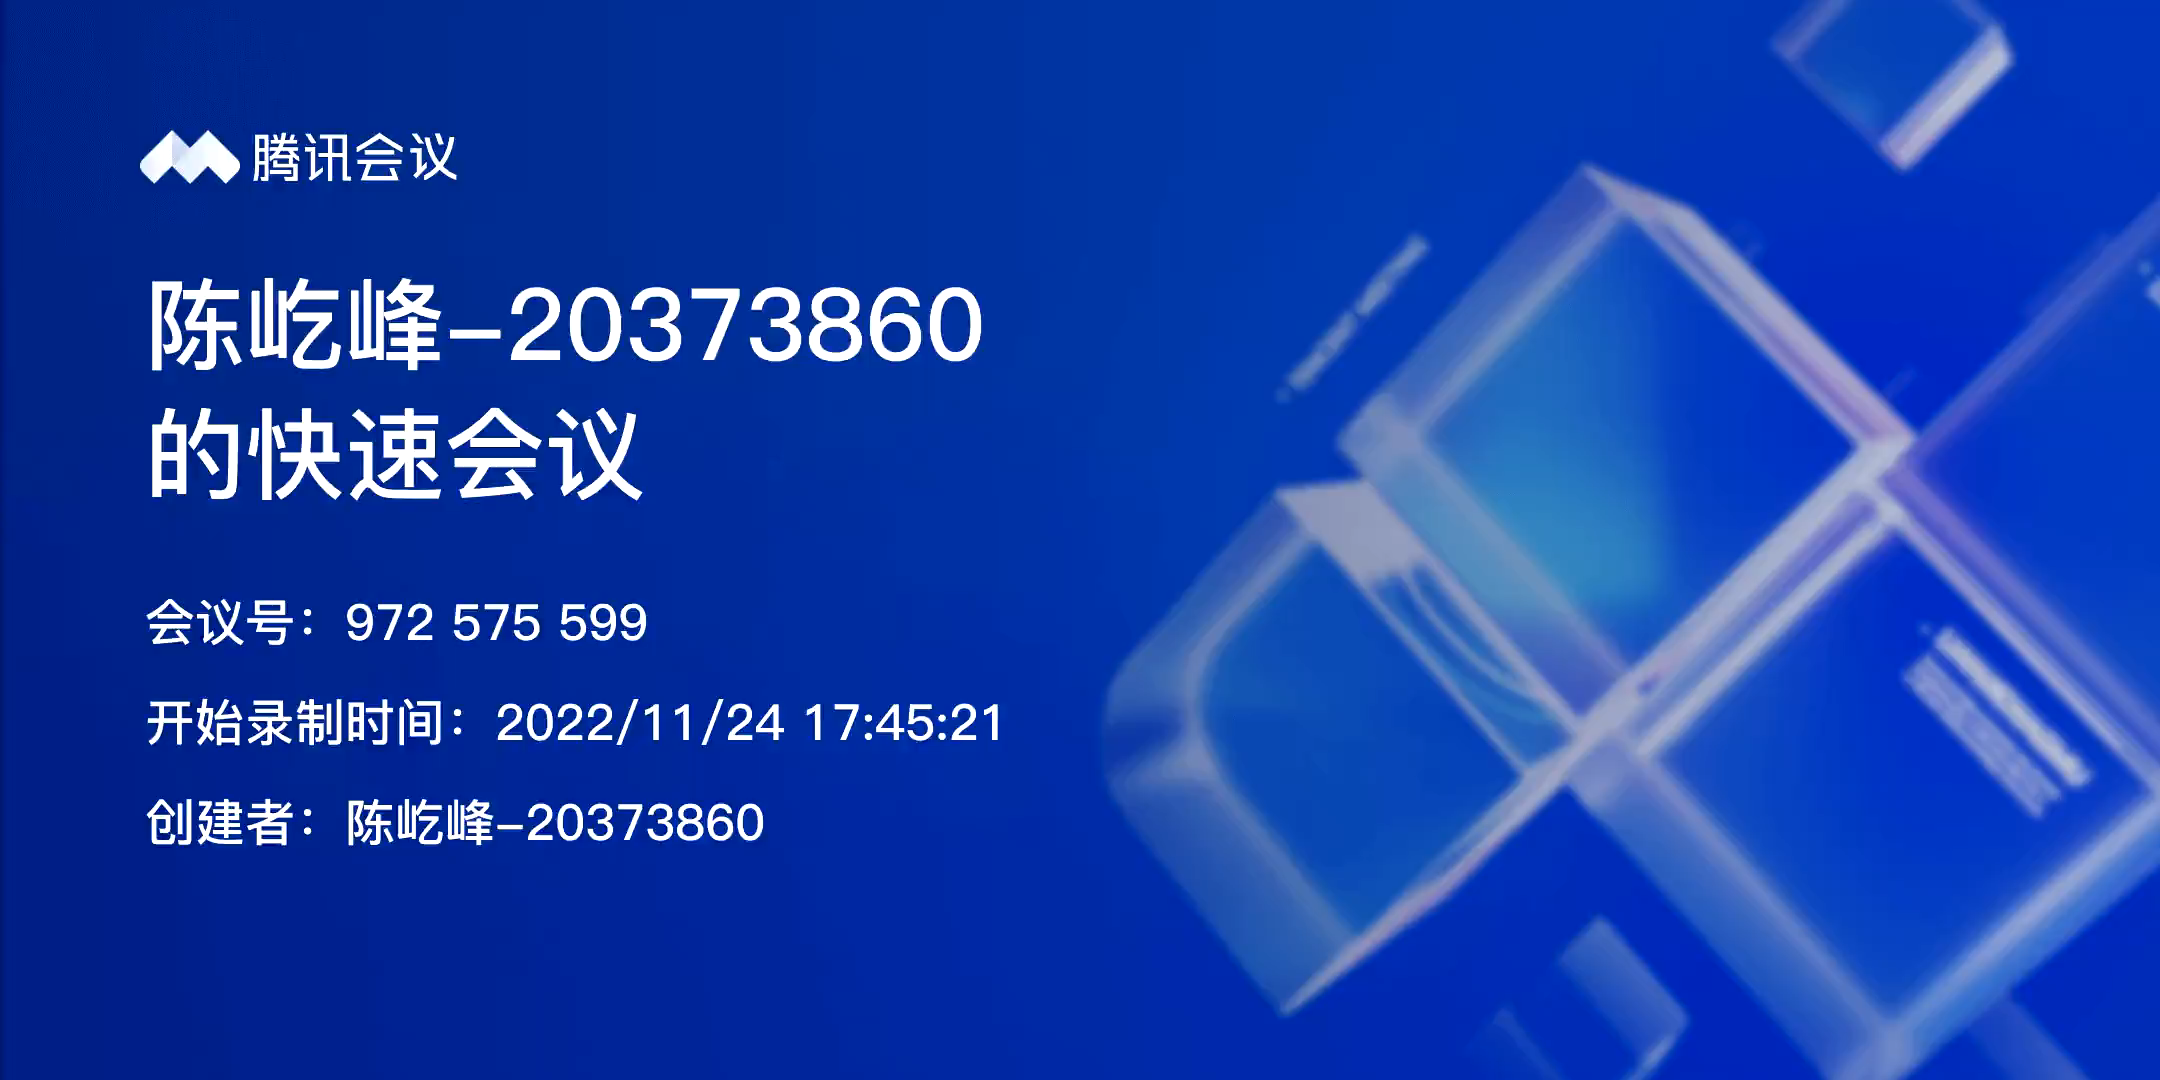 腾讯会议
陈屹峰-20373860
的快速会议
会议号：972 575 599
开始录制时间：2022/11/24 17:45:21
创建者：陈屹峰-20373860